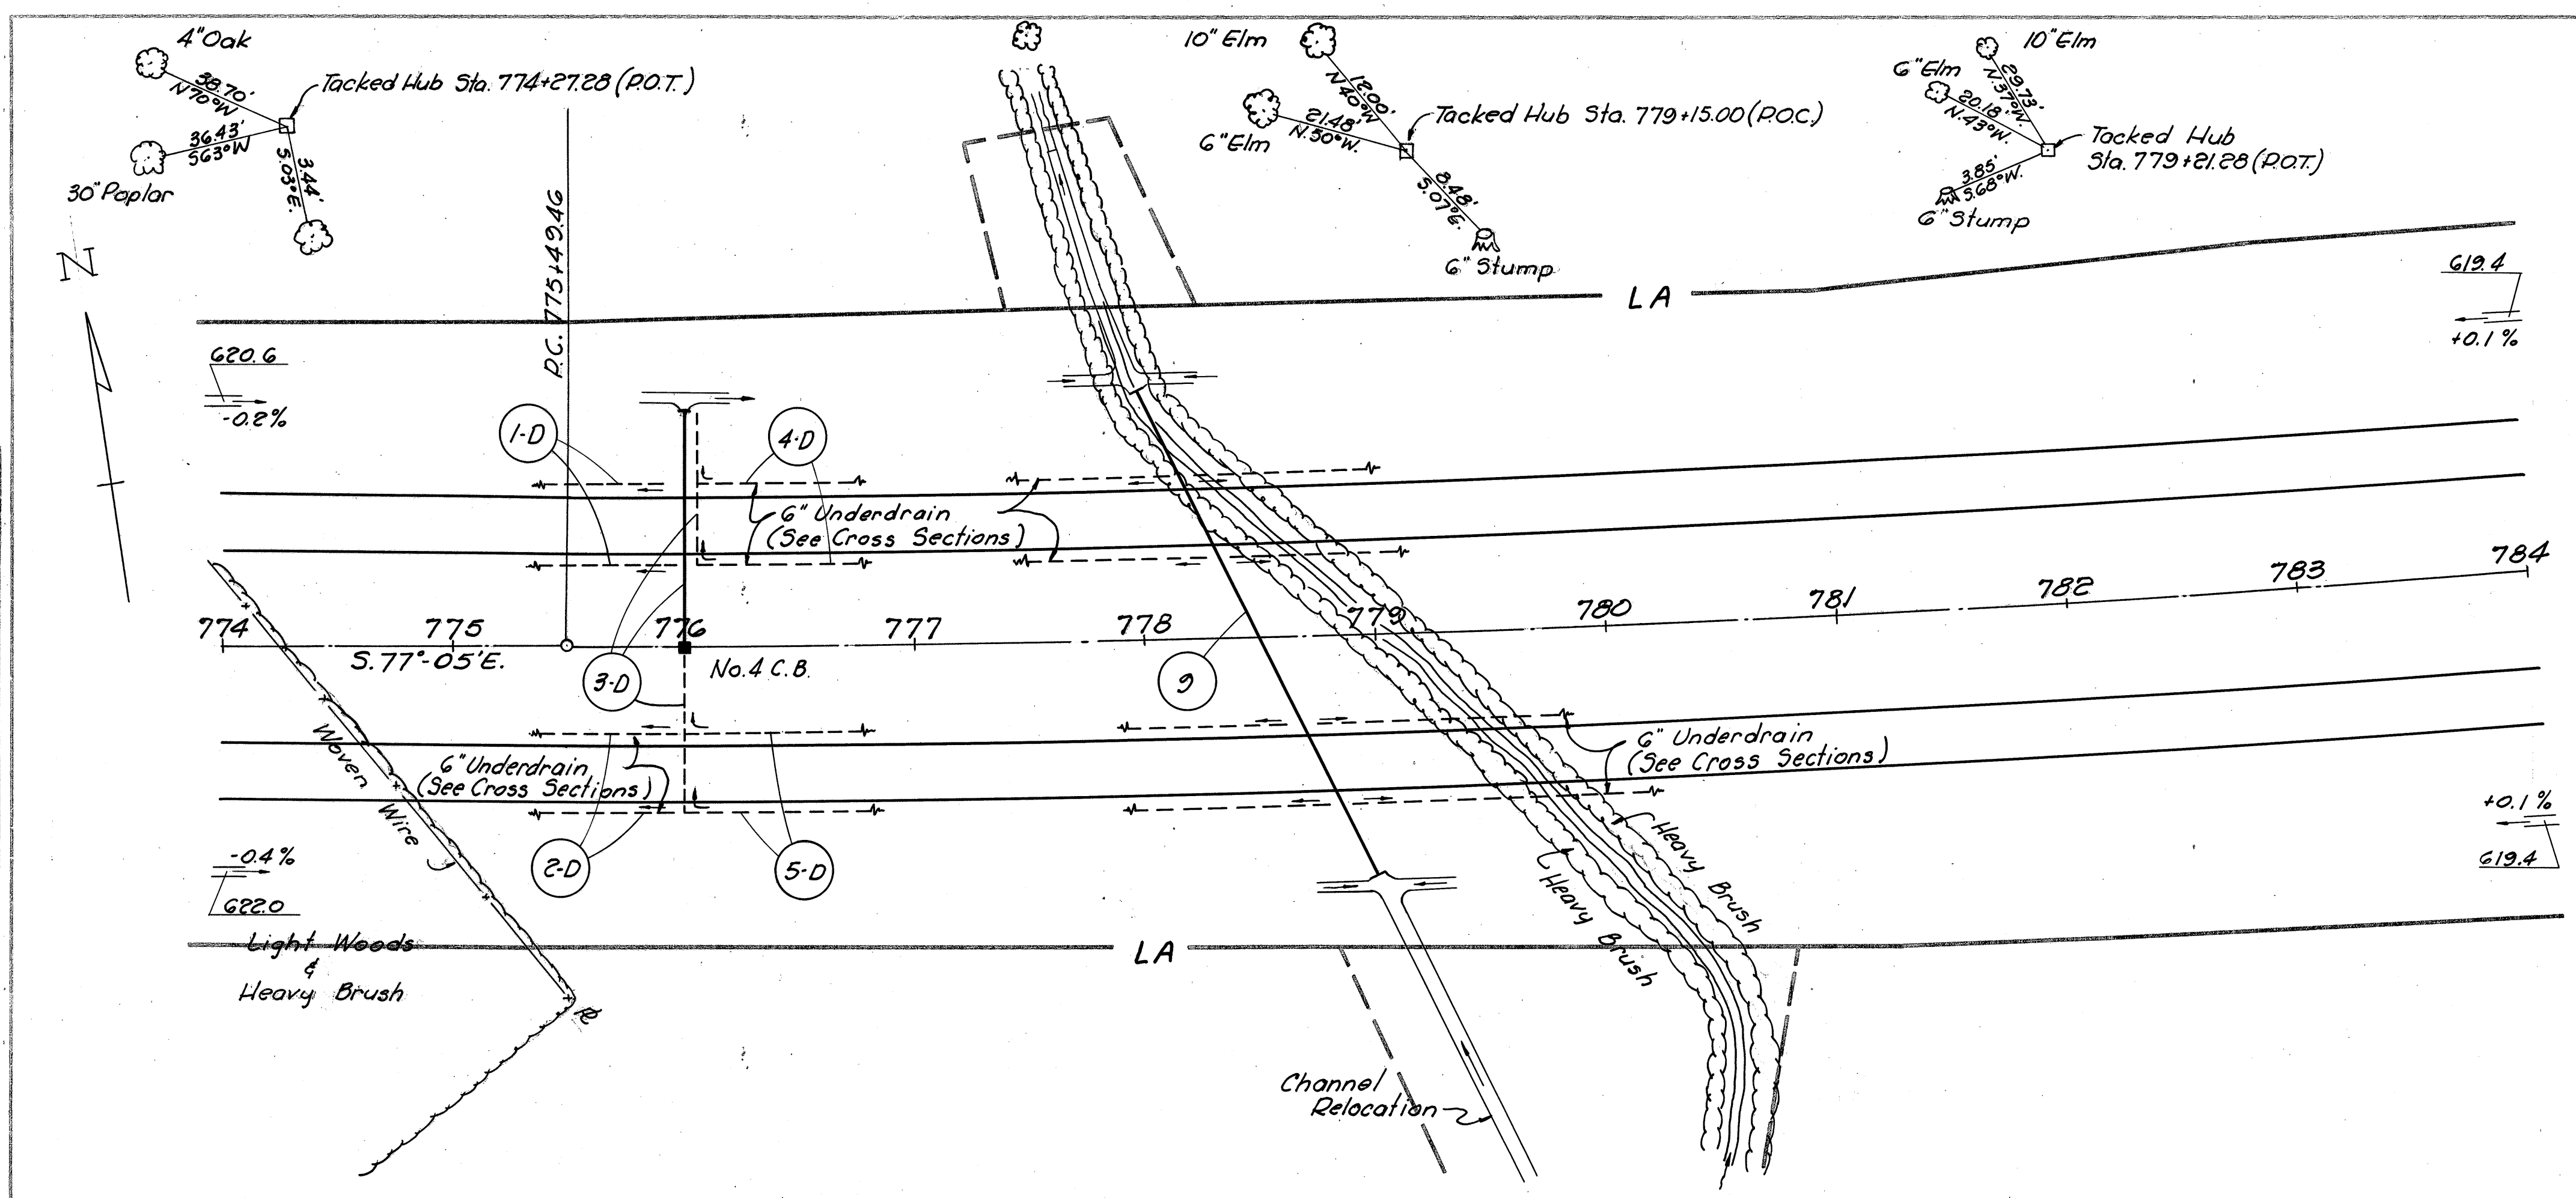 4" Oak
38.70'
N70°W
Tacked Hub Sta. 774+27.28 (P.O.T.)
36.43'
S63°W
30" Poplar
3.44'
S.03°E.
10" Elm
12.00'
N.40°W
21.48'
N.50°W.
6" Elm
Tacked Hub Sta. 779+15.00 (P.O.C.)
8.48'
S.07°E.
6" Stump
10" Elm
29.73'
N.37°W.
6" Elm
20.18'
N.43°W.
Tacked Hub
Sta. 779+21.28 (P.O.T.)
3.85'
S.68°W.
6" Stump
N
P.C. 775+49.46
LA
619.4
+0.1%
620.6
-0.2%
1-D
4-D
6" Underdrain
(See Cross Sections)
774
775
776
777
778
779
780
781
782
783
784
S.77°-05'E.
3-D
No.4 C.B.
9
Woven Wire
6" Underdrain
(See Cross Sections)
6" Underdrain
(See Cross Sections)
2-D
5-D
-0.4%
622.0
+0.1%
619.4
Heavy Brush
Heavy Brush
Light Woods
&
Heavy Brush
LA
Channel
Relocation